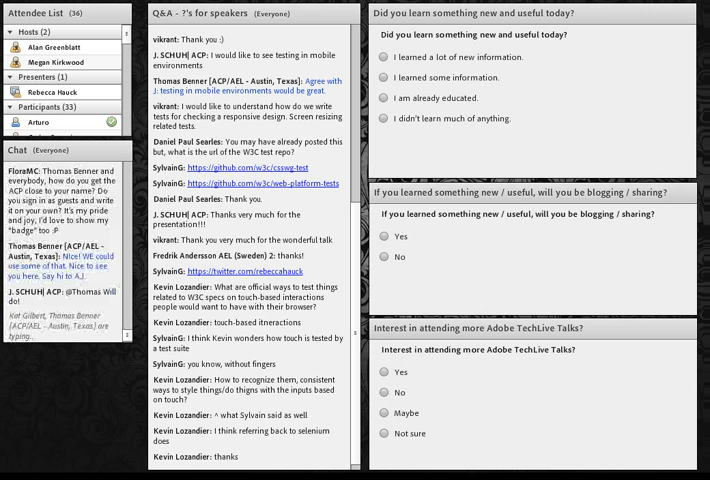 Attendee List (36)
Hosts (2)
Alan Greenblatt
Megan Kirkwood
Presenters (1)
Rebecca Hauck
Participants (33)
Arturo
Chat (Everyone)
FloraMC: Thomas Benner and
everybody, how do you get the
ACP close to your name? Do
you sign in as guests and write
it on your own? It's my pride
and joy, I'd love to show my
"badge" too :P
Thomas Benner [ACP/AEL -
Austin, Texas]: Nice! WE could
use some of that. Nice to see
you here. Say hi to AJ.
J. SCHUH| ACP: @Thomas Will
do!
Kat Gilbert, Thomas Benner
[ACP/AEL - Austin, Texas] are
typing..
Q&A - ?'s for speakers (Everyone)
vikrant: Thank you :)
J. SCHUH| ACP: I would like to see testing in mobile
environments
Thomas Benner [ACP/AEL - Austin, Texas]: Agree with
J: testing in mobile environments would be great.
vikrant: I would like to understand how do we write
tests for checking a responsive design. Screen resizing
related tests.
Daniel Paul Searles: You may have already posted this
but, what is the url of the W3C test repo?
SylvainG: https://github.com/w3c/csswg-test
SylvainG: https://github.com/w3c/web-platform-tests
Daniel Paul Searles: Thank you.
J. SCHUH| ACP: Thanks very much for the
presentation!!!
vikrant: Thank you very much for the wonderful talk
Fredrik Andersson AEL (Sweden) 2: thanks!
SylvainG: https://twitter.com/rebeccahauck
Kevin Lozandier: What are official ways to test things
related to W3C specs on touch-based interactions
people would want to have with their browser?
Kevin Lozandier: touch-based itneractions
SylvainG: I think Kevin wonders how touch is tested by
a test suite
SylvainG: you know, without fingers
Kevin Lozandier: How to recognize them, consistent
ways to style things/do thigns with the inputs based
on touch?
Kevin Lozandier: ^ what Sylvain said as well
Kevin Lozandier: I think referring back to selenium
does
Kevin Lozandier: thanks
Did you learn something new and useful today?
Did you learn something new and useful today?
I learned a lot of new information.
I learned some information.
I am already educated.
I didn't learn much of anything.
If you learned something new / useful, will you be blogging / sharing?
If you learned something new / useful, will you be blogging / sharing?
Yes
No
Interest in attending more Adobe TechLive Talks?
Interest in attending more Adobe TechLive Talks?
Yes
No
Maybe
Not sure